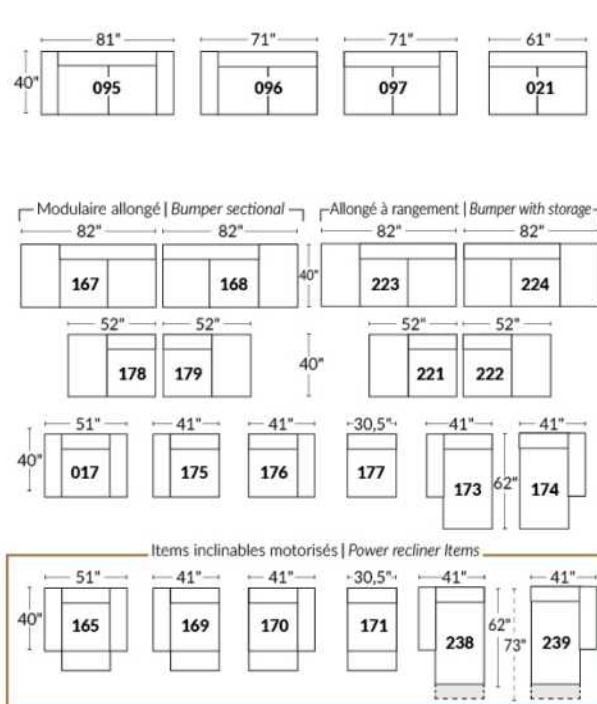 81" 71" 71" 61"
40" 095 096 097 021
Modulaire allongé | Bumper sectional Allongé à rangement | Bumper with storage
82" 82" 82" 82"
167 168 40" 223 224
52" 52" 52" 52"
178 179 40" 221 222
51" 41" 41" 30,5" 41" 41"
40" 017 175 176 177 173 62" 174
Items inclinables motorisés | Power recliner Items
51" 41" 41" 30,5" 41" 41"
40" 165 169 170 171 238 62" 73" 239